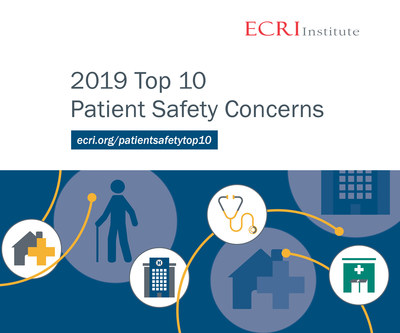 ECRI Institute
2019 Top 10
Patient Safety Concerns
ecri.org/patientsafetytop10
H